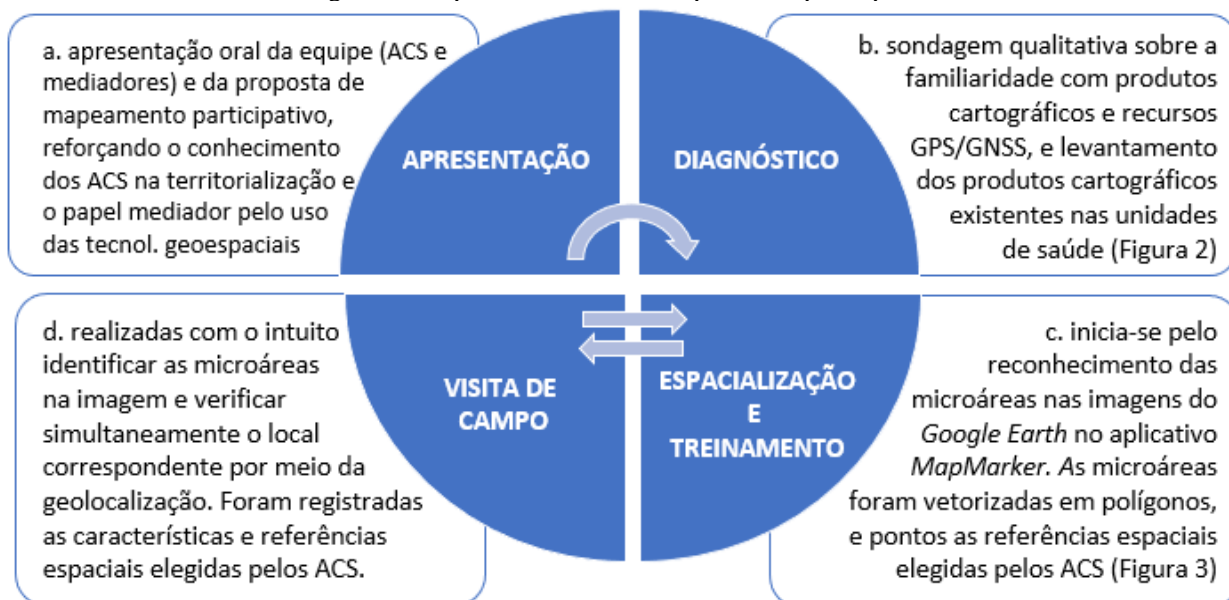 a. apresentação oral da equipe (ACS e
mediadores) e da proposta de
mapeamento participativo,
reforçando o conhecimento
dos ACS na territorialização e
o papel mediador pelo uso
das tecnol. geoespaciais
APRESENTAÇÃO
DIAGNÓSTICO
b. sondagem qualitativa sobre a
familiaridade com produtos
cartográficos e recursos
GPS/GNSS, e levantamento
dos produtos cartográficos
existentes nas unidades
de saúde (Figura 2)
d. realizadas com o intuito
identificar as microáreas
na imagem e verificar
simultaneamente o local
correspondente por meio da
geolocalização. Foram registradas
as características e referências
espaciais elegidas pelos ACS.
VISITA DE
CAMPO
ESPACIALIZAÇÃO
E
TREINAMENTO
c. inicia-se pelo
reconhecimento das
microáreas nas imagens do
Google Earth no aplicativo
MapMarker. As microáreas
foram vetorizadas em polígonos,
e pontos as referências espaciais
elegidas pelos ACS (Figura 3)